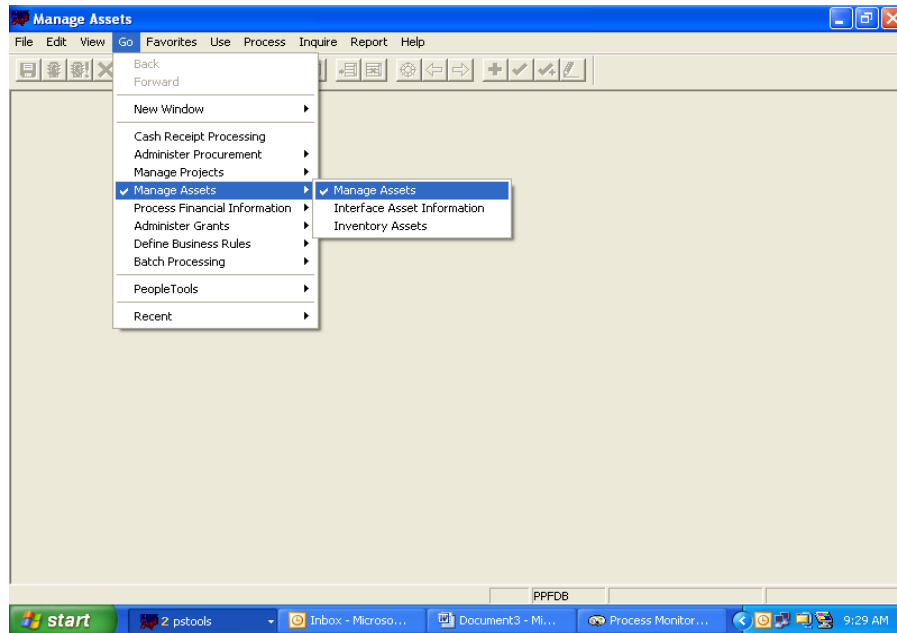 Manage Assets
File Edit View Go Favorites Use Process Inquire Report Help
Back
Forward
New Window
Cash Receipt Processing
Administer Procurement
Manage Projects
Manage Assets
Process Financial Information
Administer Grants
Define Business Rules
Batch Processing
PeopleTools
Recent
Manage Assets
Interface Asset Information
Inventory Assets
PPFDB
start 2 pstools Inbox - Microso... Document3 - Mi... Process Monitor... 9:29 AM